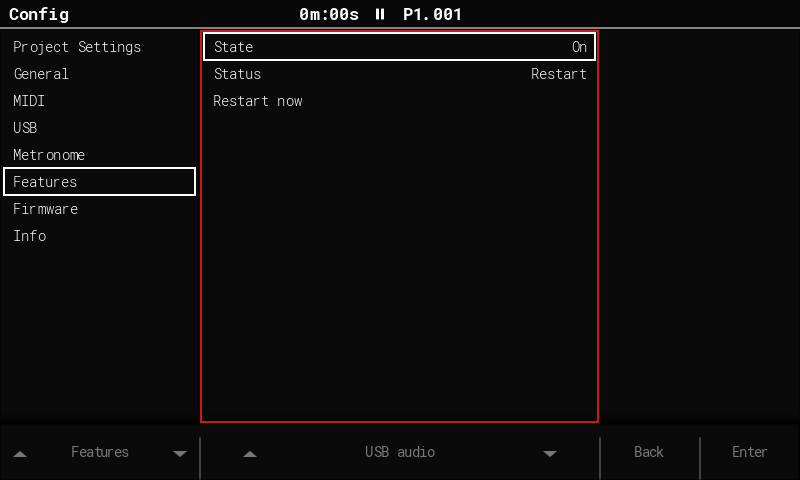 Config 0m:00s P1.001
Project Settings
General
MIDI
USB
Metronome
Features
Firmware
Info
State On
Status Restart
Restart now
Features USB audio Back Enter